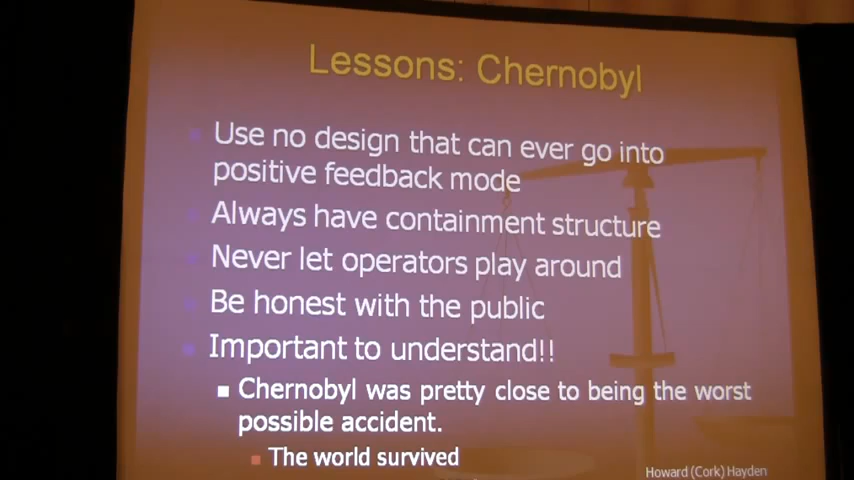 Lessons: Chernobyl
Use no design that can ever go into
positive feedback mode
Always have containment structure
Never let operators play around
Be honest with the public
Important to understand!!
Chernobyl was pretty close to being the worst
possible accident.
The world survived
Howard (Cork) Hayden